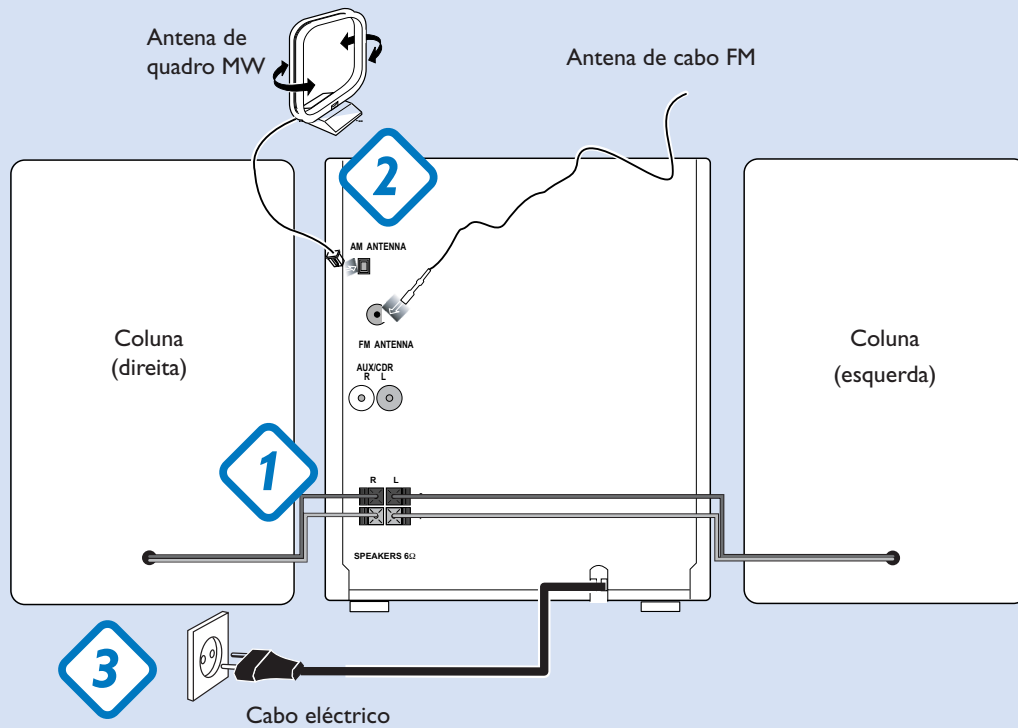 Antena de
quadro MW
Antena de cabo FM
2
AM ANTENNA
FM ANTENNA
AUX/CDR
R L
Coluna
(direita)
Coluna
(esquerda)
1
R L
SPEAKERS 6Ω
3
Cabo eléctrico